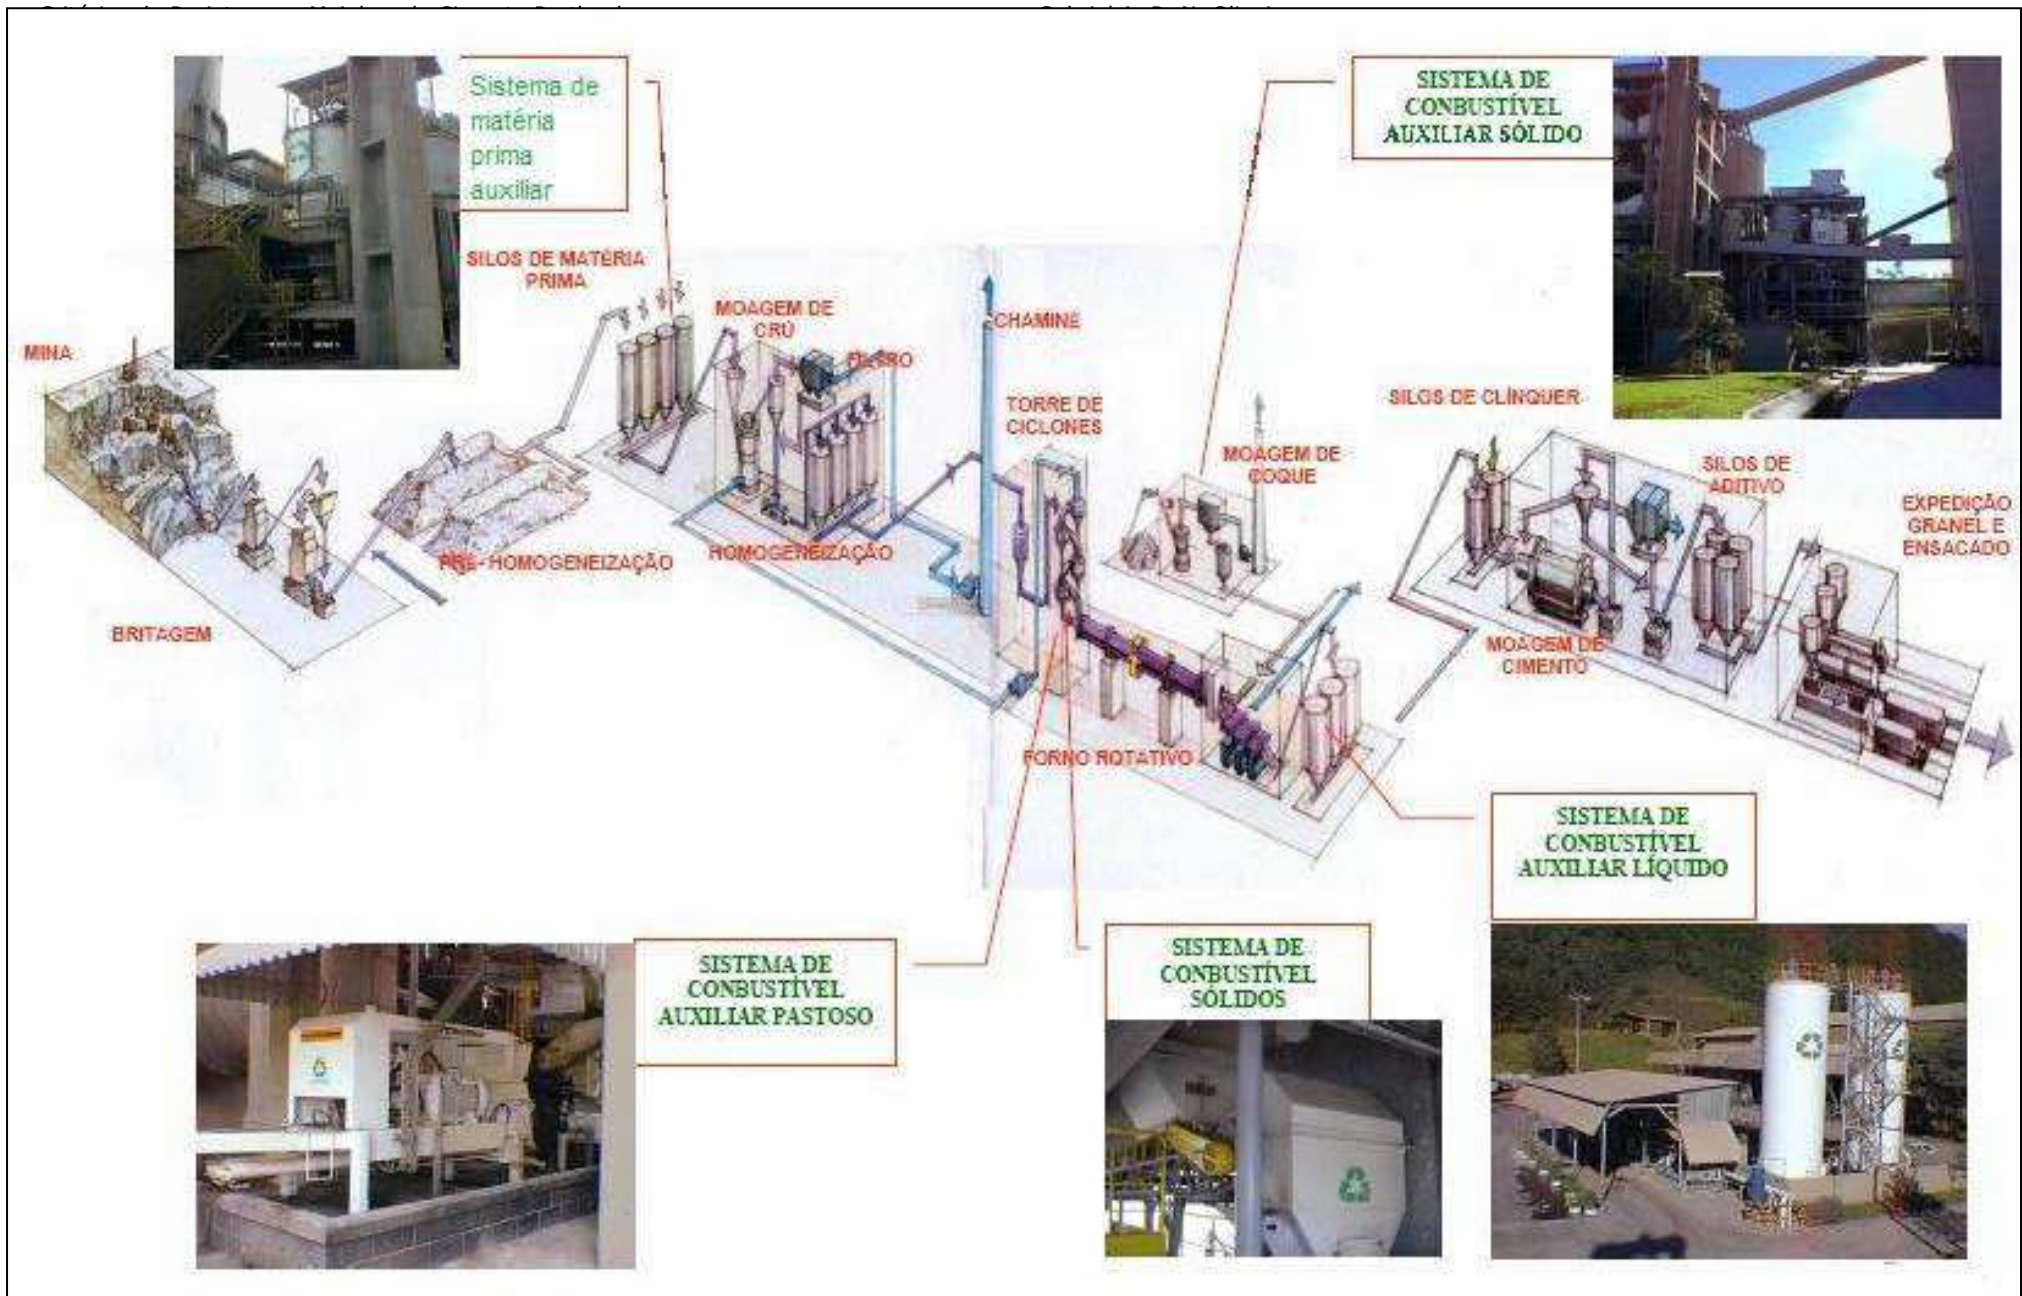 Sistema de
matéria
prima
auxiliar
SISTEMA DE
CONBUSTÍVEL
AUXILIAR SÓLIDO
SILOS DE MATÉRIA
PRIMA
MOAGEM DE
CRÚ
FILTRO
CHAMINÉ
MINA
TORRE DE
CICLONES
SILOS DE CLÍNQUER
MOAGEM DE
COQUE
SILOS DE
ADITIVO
EXPEDIÇÃO
GRANEL E
ENSACADO
PRÉ-HOMOGENEIZAÇÃO
HOMOGENEIZAÇÃO
BRITAGEM
MOAGEM DE
CIMENTO
FORNO ROTATIVO
SISTEMA DE
CONBUSTÍVEL
AUXILIAR LÍQUIDO
SISTEMA DE
CONBUSTÍVEL
AUXILIAR PASTOSO
SISTEMA DE
CONBUSTÍVEL
SÓLIDOS